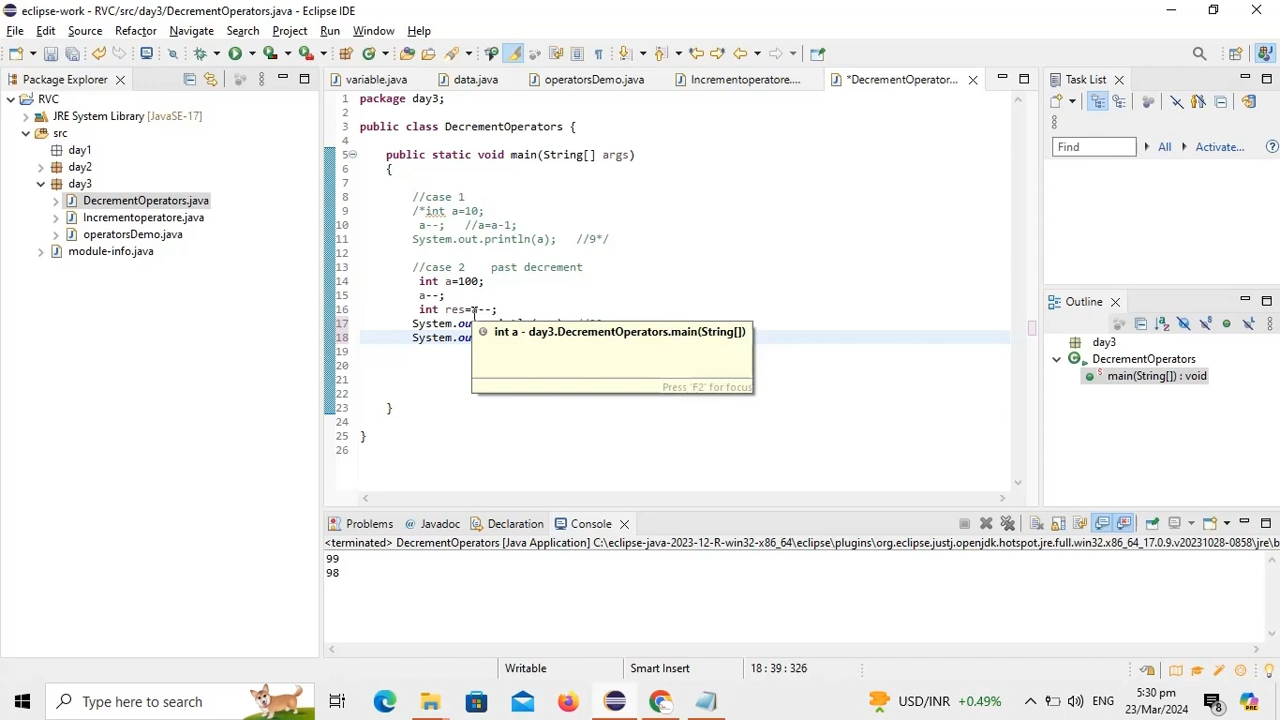 eclipse-work - RVC/src/day3/DecrementOperators.java - Eclipse IDE
File Edit Source Refactor Navigate Search Project Run Window Help
Package Explorer
RVC
JRE System Library [JavaSE-17]
src
day1
day2
day3
DecrementOperators.java
Incrementoperatore.java
operatorsDemo.java
module-info.java
variable.java
data.java
operatorsDemo.java
Incrementoperatore....
*DecrementOperator...
1 package day3;
2
3 public class DecrementOperators {
4
5 public static void main(String[] args)
6 {
7
8 //case 1
9 /*int a=10;
10 a--; //a=a-1;
11 System.out.println(a); //9*/
12
13 //case 2 past decrement
14 int a=100;
15 a--;
16 int res=a--;
17 System.ou
18 System.ou
19
20
21
22
23 }
24
25 }
26
int a - day3.DecrementOperators.main(String[])
Press 'F2' for focus
Task List
Find All Activate...
Outline
day3
DecrementOperators
main(String[]) : void
Problems Javadoc Declaration Console
<terminated> DecrementOperators [Java Application] C:\eclipse-java-2023-12-R-win32-x86_64\eclipse\plugins\org.eclipse.justj.openjdk.hotspot.jre.full.win32.x86_64_17.0.9.v20231028-0858\jre\b
99
98
Writable Smart Insert 18 : 39 : 326
Type here to search
USD/INR +0.49%
ENG
5:30 pm
23/Mar/2024
8